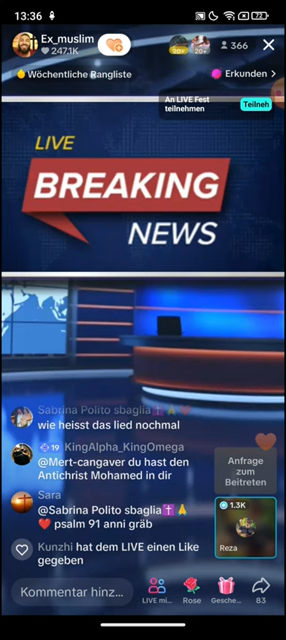 13:36
72
Ex_muslim
247.1K
20+
20+
366
Wöchentliche Rangliste
Erkunden >
An LIVE Fest
teilnehmen
Teilneh
LIVE
BREAKING
NEWS
Sabrina Polito sbaglia
wie heisst das lied nochmal
19 KingAlpha_KingOmega
@Mert-cangaver du hast den
Antichrist Mohamed in dir
Sara
@Sabrina Polito sbaglia✝️🙏
❤️ psalm 91 anni gräb
Kunzhi hat dem LIVE einen Like
gegeben
Anfrage
zum
Beitreten
1.3K
Reza
Kommentar hinz...
LIVE mi...
Rose
Gesche...
83